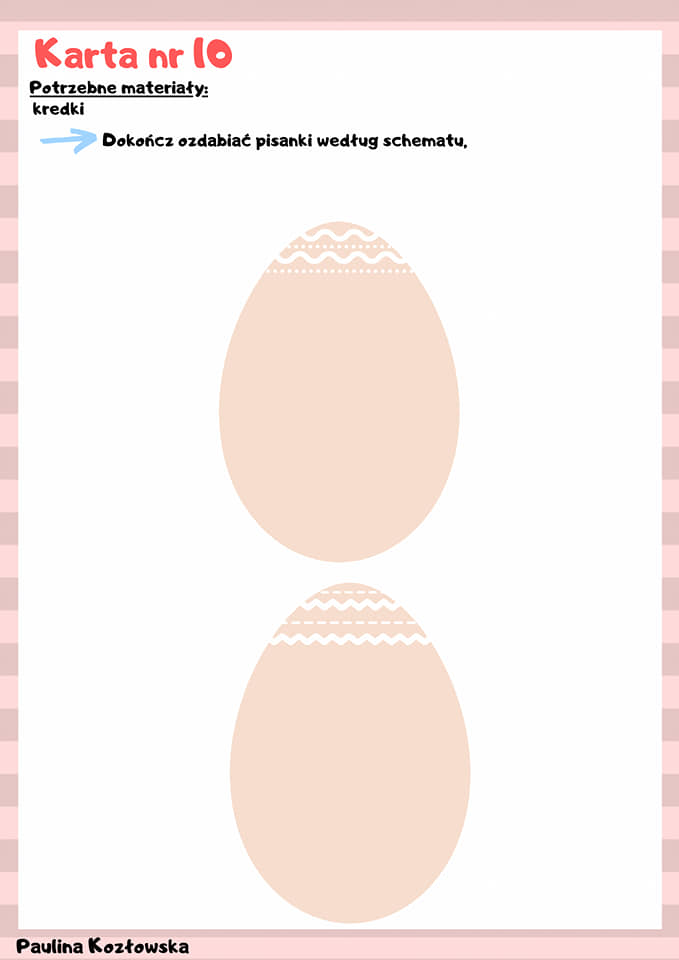 Karta nr 10
Potrzebne materiały:
kredki
Dokończ ozdabiać pisanki według schematu,
Paulina Kozłowska